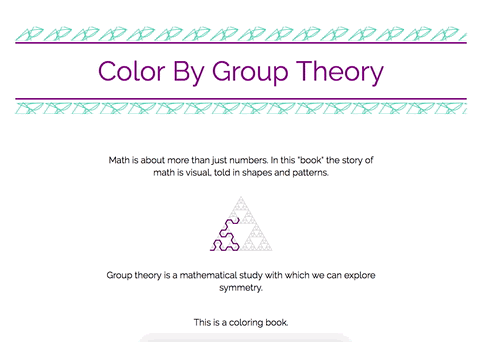 Color By Group Theory
Math is about more than just numbers. In this "book" the story of
math is visual, told in shapes and patterns.
Group theory is a mathematical study with which we can explore
symmetry.
This is a coloring book.